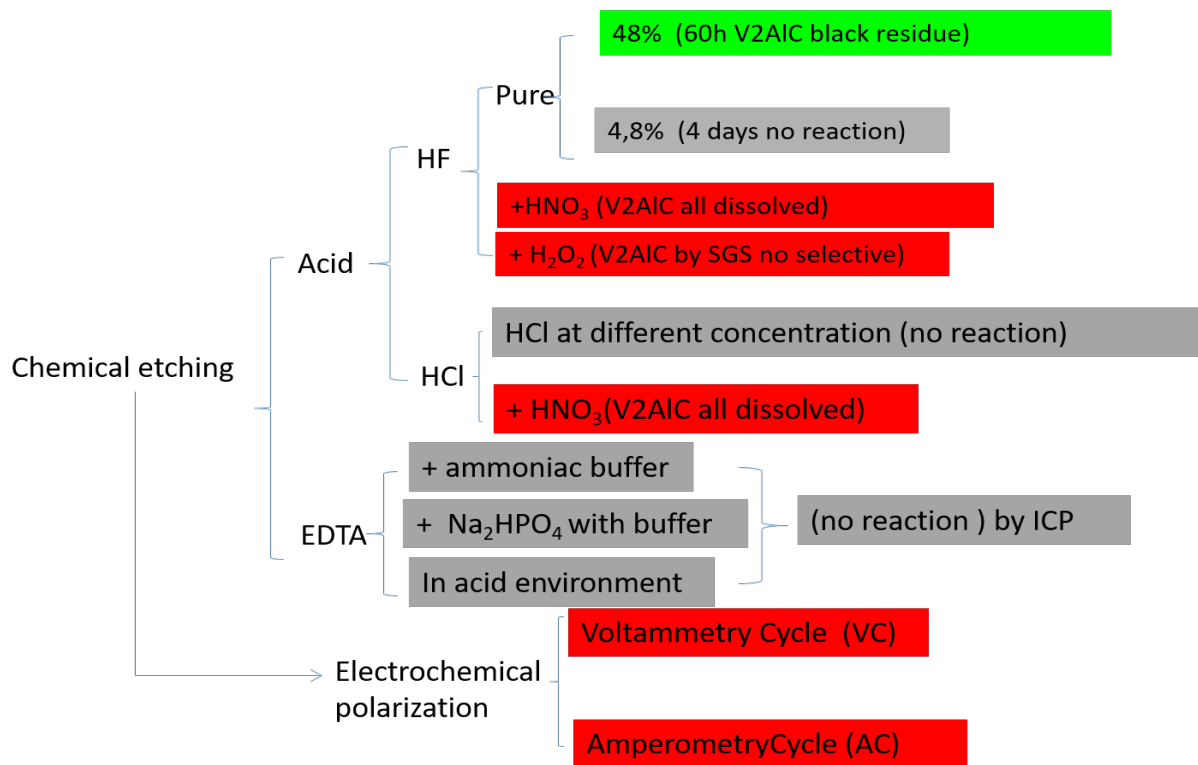 48% (60h V2AlC black residue)
Pure
4,8% (4 days no reaction)
HF
+HNO₃ (V2AlC all dissolved)
+ H₂O₂ (V2AlC by SGS no selective)
Acid
HCl at different concentration (no reaction)
Chemical etching
HCl
+ HNO₃(V2AlC all dissolved)
+ ammoniac buffer
EDTA
+ Na₂HPO₄ with buffer
(no reaction ) by ICP
In acid environment
Voltammetry Cycle (VC)
Electrochemical
polarization
AmperometryCycle (AC)